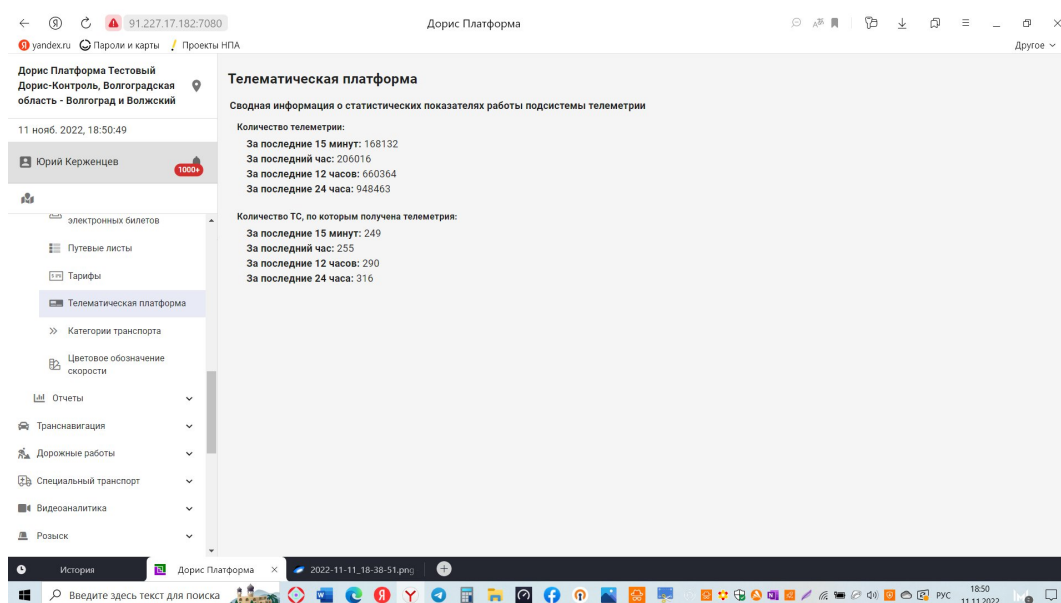 91.227.17.182:7080
Дорис Платформа
yandex.ru
Пароли и карты
Проекты НПА
Другое
Дорис Платформа Тестовый
Дорис-Контроль, Волгоградская
область - Волгоград и Волжский
11 нояб. 2022, 18:50:49
Юрий Керженцев
1000+
электронных билетов
Путевые листы
Тарифы
Телематическая платформа
Категории транспорта
Цветовое обозначение
скорости
Отчеты
Транснавигация
Дорожные работы
Специальный транспорт
Видеоаналитика
Розыск
Телематическая платформа
Сводная информация о статистических показателях работы подсистемы телеметрии
Количество телеметрии:
За последние 15 минут: 168132
За последний час: 206016
За последние 12 часов: 660364
За последние 24 часа: 948463
Количество ТС, по которым получена телеметрия:
За последние 15 минут: 249
За последний час: 255
За последние 12 часов: 290
За последние 24 часа: 316
История
Дорис Платформа
2022-11-11_18-38-51.png
Введите здесь текст для поиска
РУС
18:50
11.11.2022